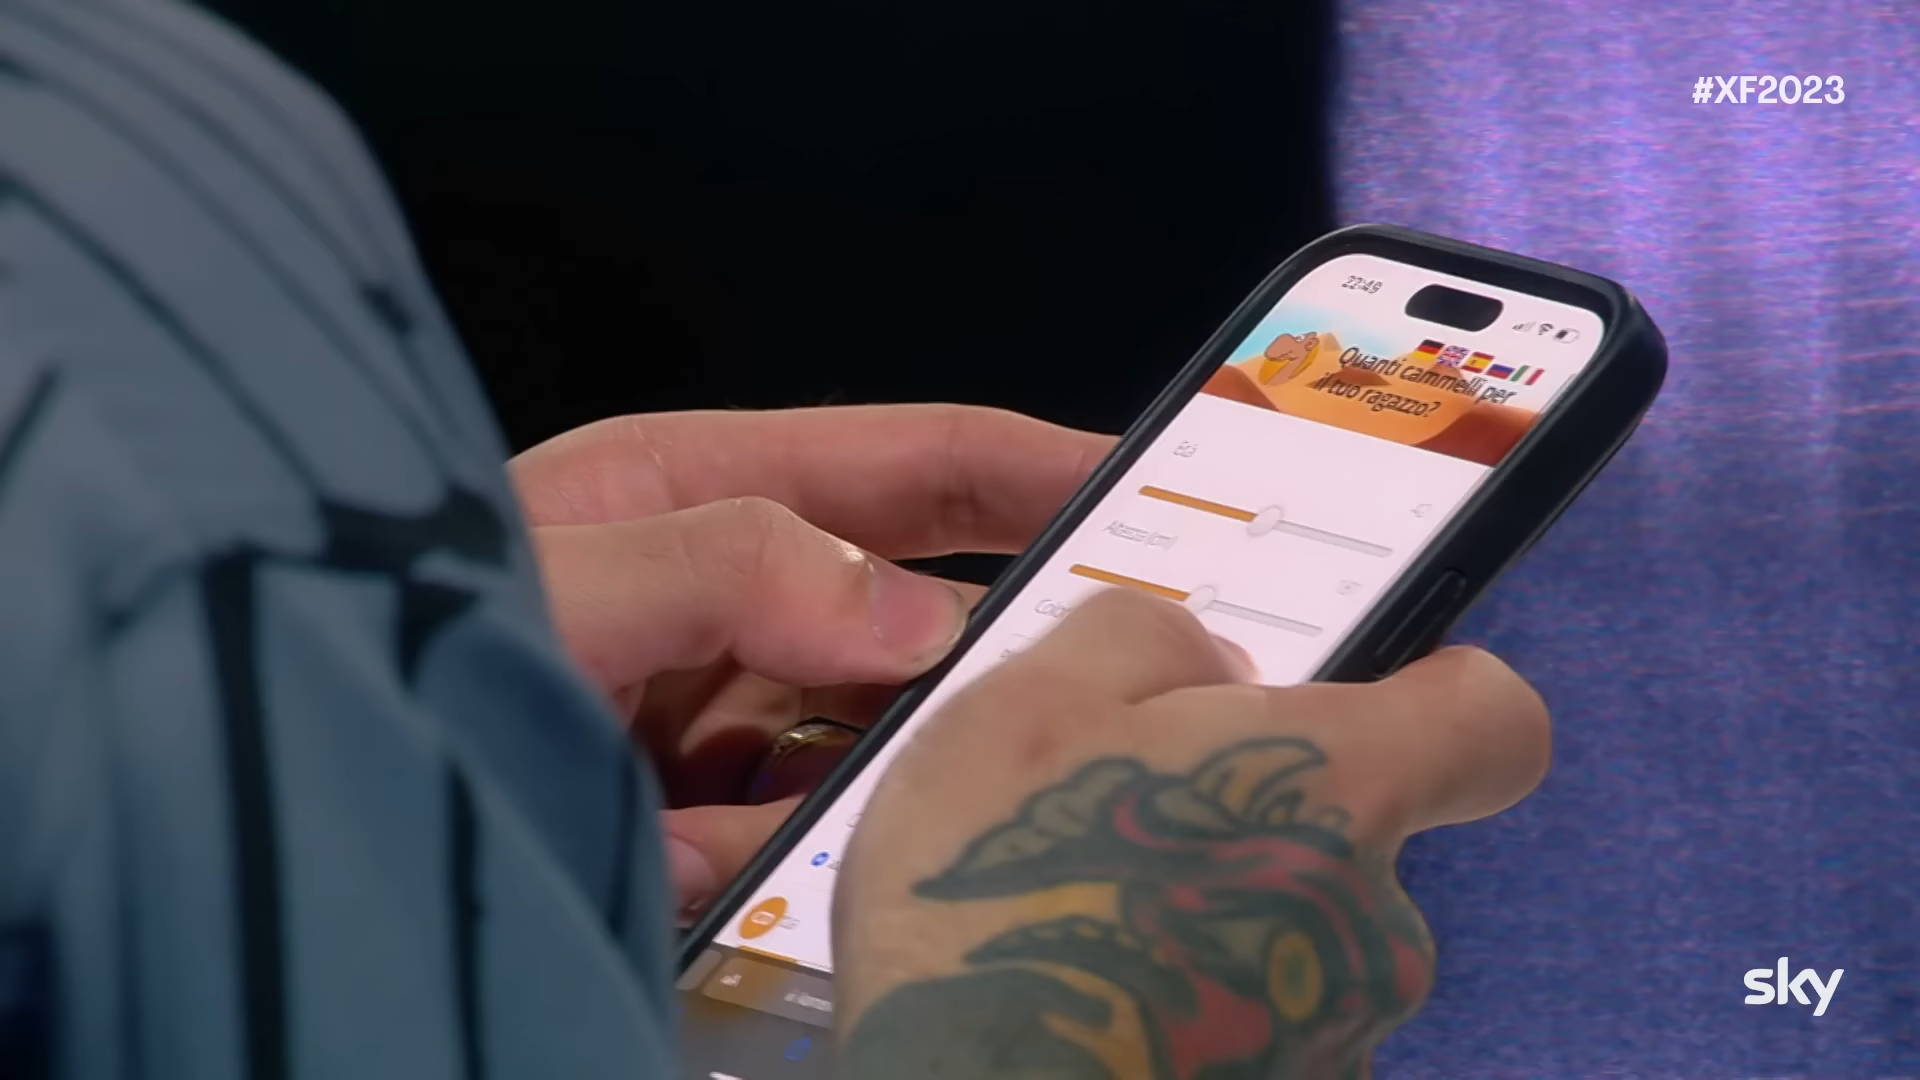 #XF2023
22:49
Quanti cammelli per
il tuo ragazzo?
Età
Altezza (cm)
sky